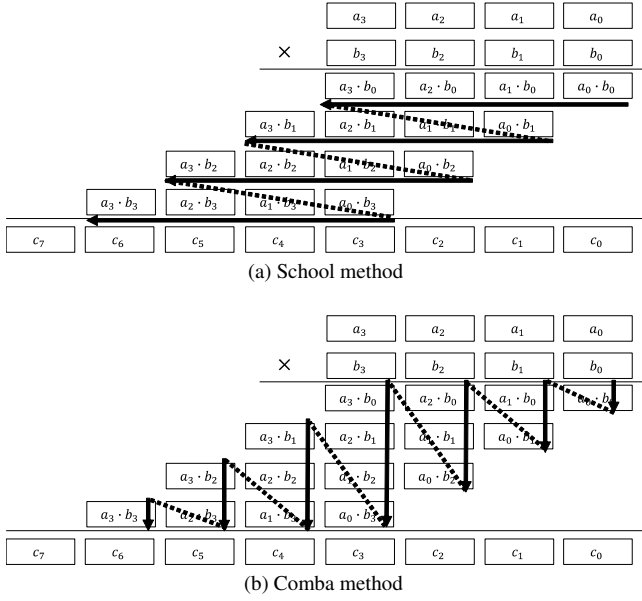 a₃ a₂ a₁ a₀
× b₃ b₂ b₁ b₀
a₃ · b₀ a₂ · b₀ a₁ · b₀ a₀ · b₀
a₃ · b₁ a₂ · b₁ a₁ · b₁ a₀ · b₁
a₃ · b₂ a₂ · b₂ a₁ · b₂ a₀ · b₂
a₃ · b₃ a₂ · b₃ a₁ · b₃ a₀ · b₃
c₇ c₆ c₅ c₄ c₃ c₂ c₁ c₀
(a) School method
a₃ a₂ a₁ a₀
× b₃ b₂ b₁ b₀
a₃ · b₀ a₂ · b₀ a₁ · b₀ a₀ · b₀
a₃ · b₁ a₂ · b₁ a₁ · b₁ a₀ · b₁
a₃ · b₂ a₂ · b₂ a₁ · b₂ a₀ · b₂
a₃ · b₃ a₂ · b₃ a₁ · b₃ a₀ · b₃
c₇ c₆ c₅ c₄ c₃ c₂ c₁ c₀
(b) Comba method